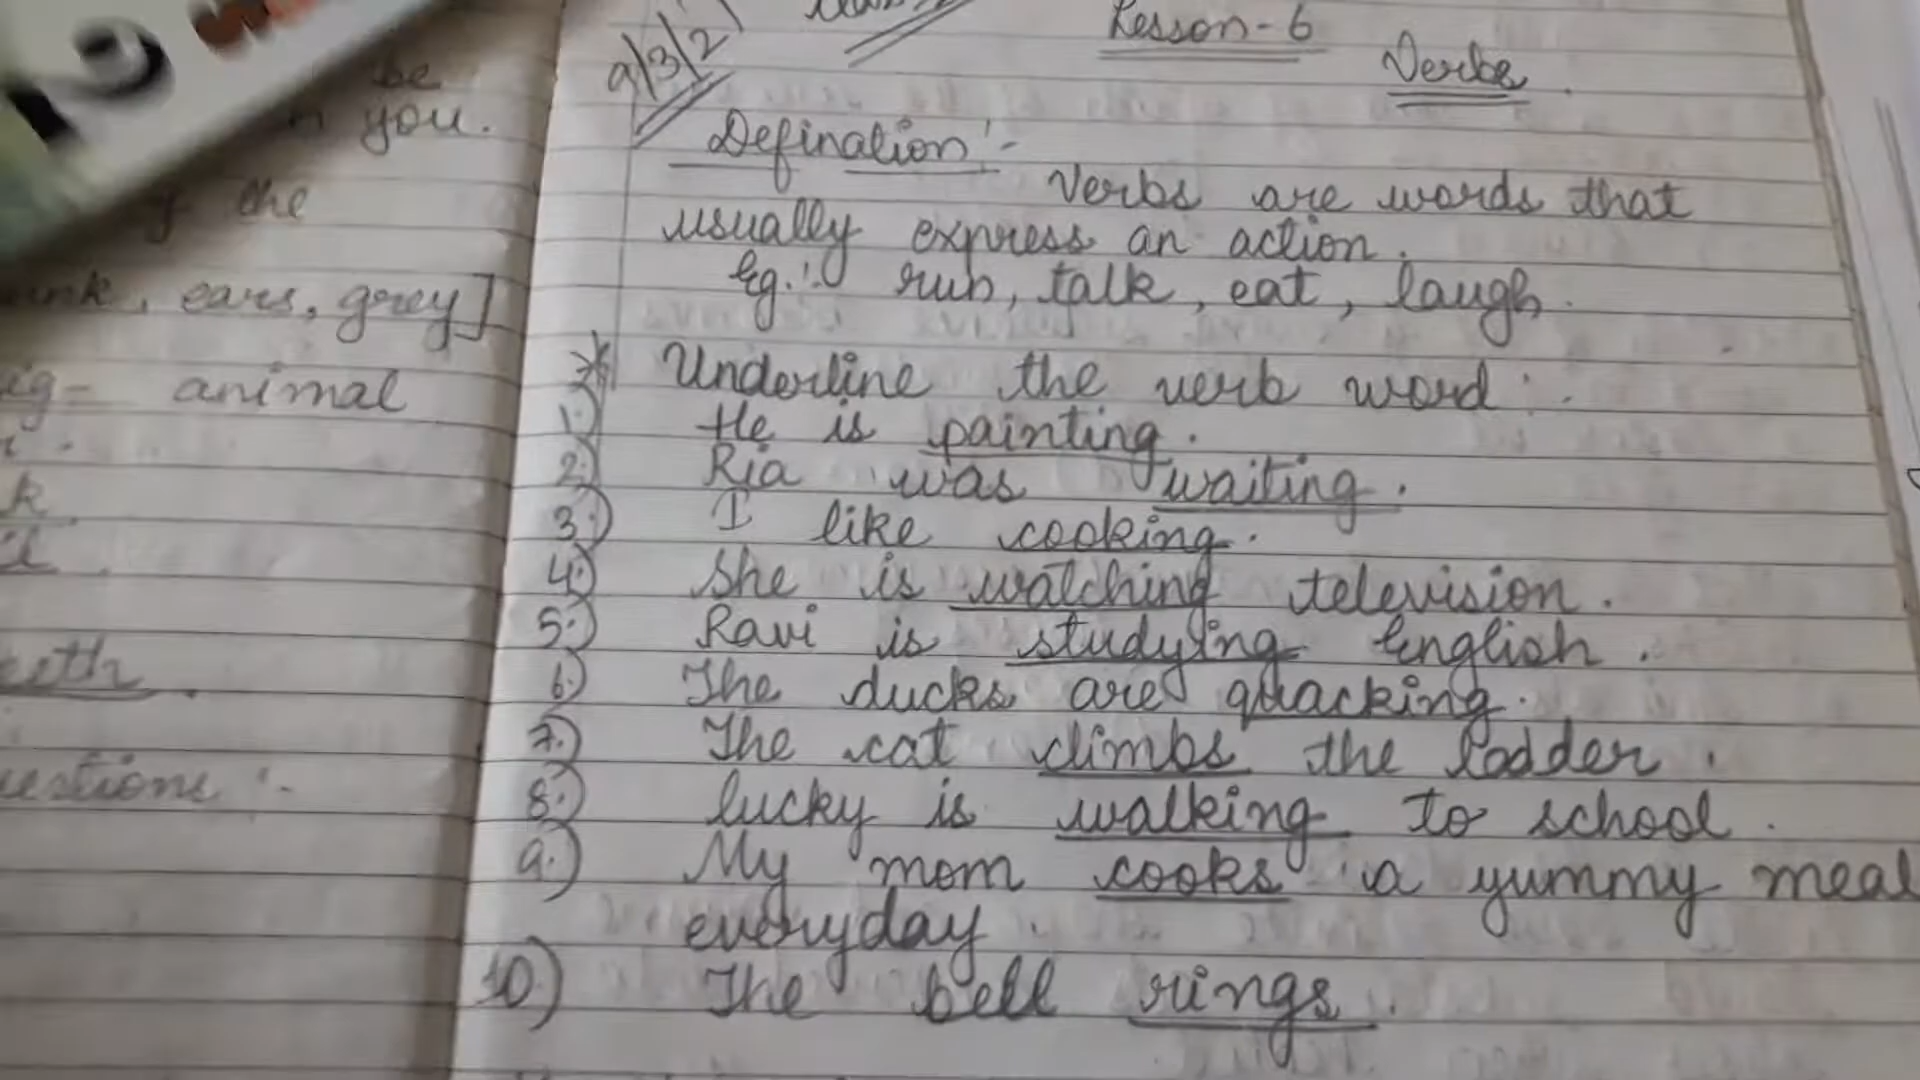 be
you.
the
ears, grey]
animal
uestions :-
9/3/21
Lesson - 6
Verbs
Defination :-
Verbs are words that
usually express an action.
Eg.: run, talk, eat, laugh.
* Underline the verb word :-
1.) He is painting.
2.) Ria was waiting.
3.) I like cooking.
4.) She is watching television.
5.) Ravi is studying English.
6.) The ducks are quacking.
7.) The cat climbs the ladder.
8.) lucky is walking to school.
9.) My mom cooks a yummy meal
everyday.
10.) The bell rings.